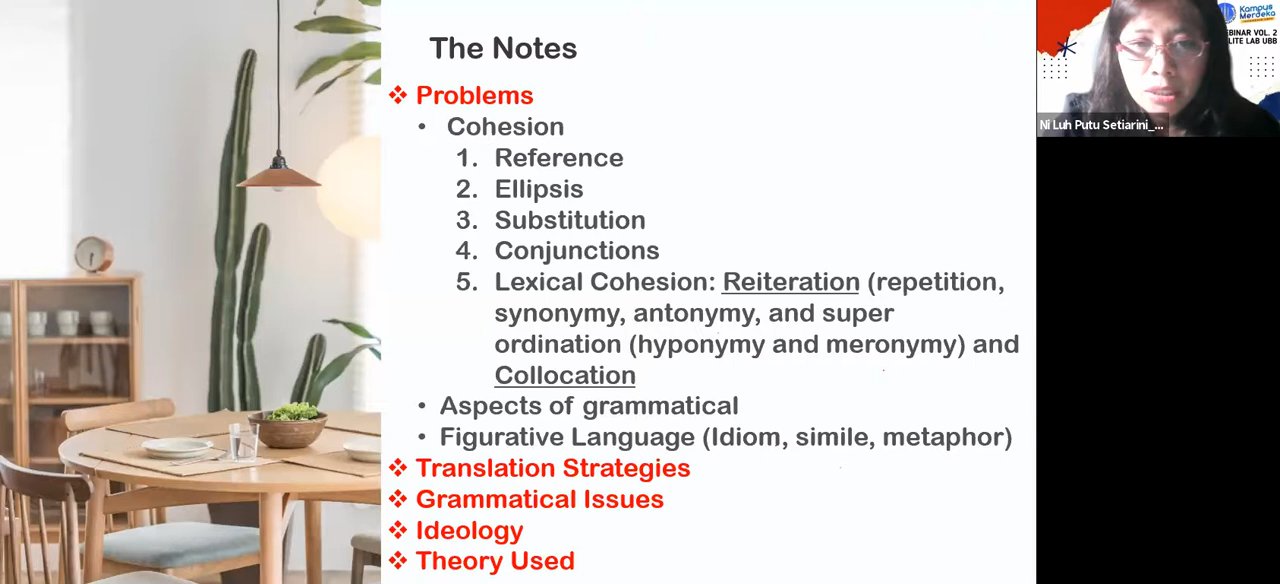 The Notes
❖ Problems
• Cohesion
1. Reference
2. Ellipsis
3. Substitution
4. Conjunctions
5. Lexical Cohesion: Reiteration (repetition,
synonymy, antonymy, and super
ordination (hyponymy and meronymy) and
Collocation
• Aspects of grammatical
• Figurative Language (Idiom, simile, metaphor)
❖ Translation Strategies
❖ Grammatical Issues
❖ Ideology
❖ Theory Used
Kampus
Merdeka
EBINAR VOL. 2
LITE LAB UBB
Ni Luh Putu Setiarini_...